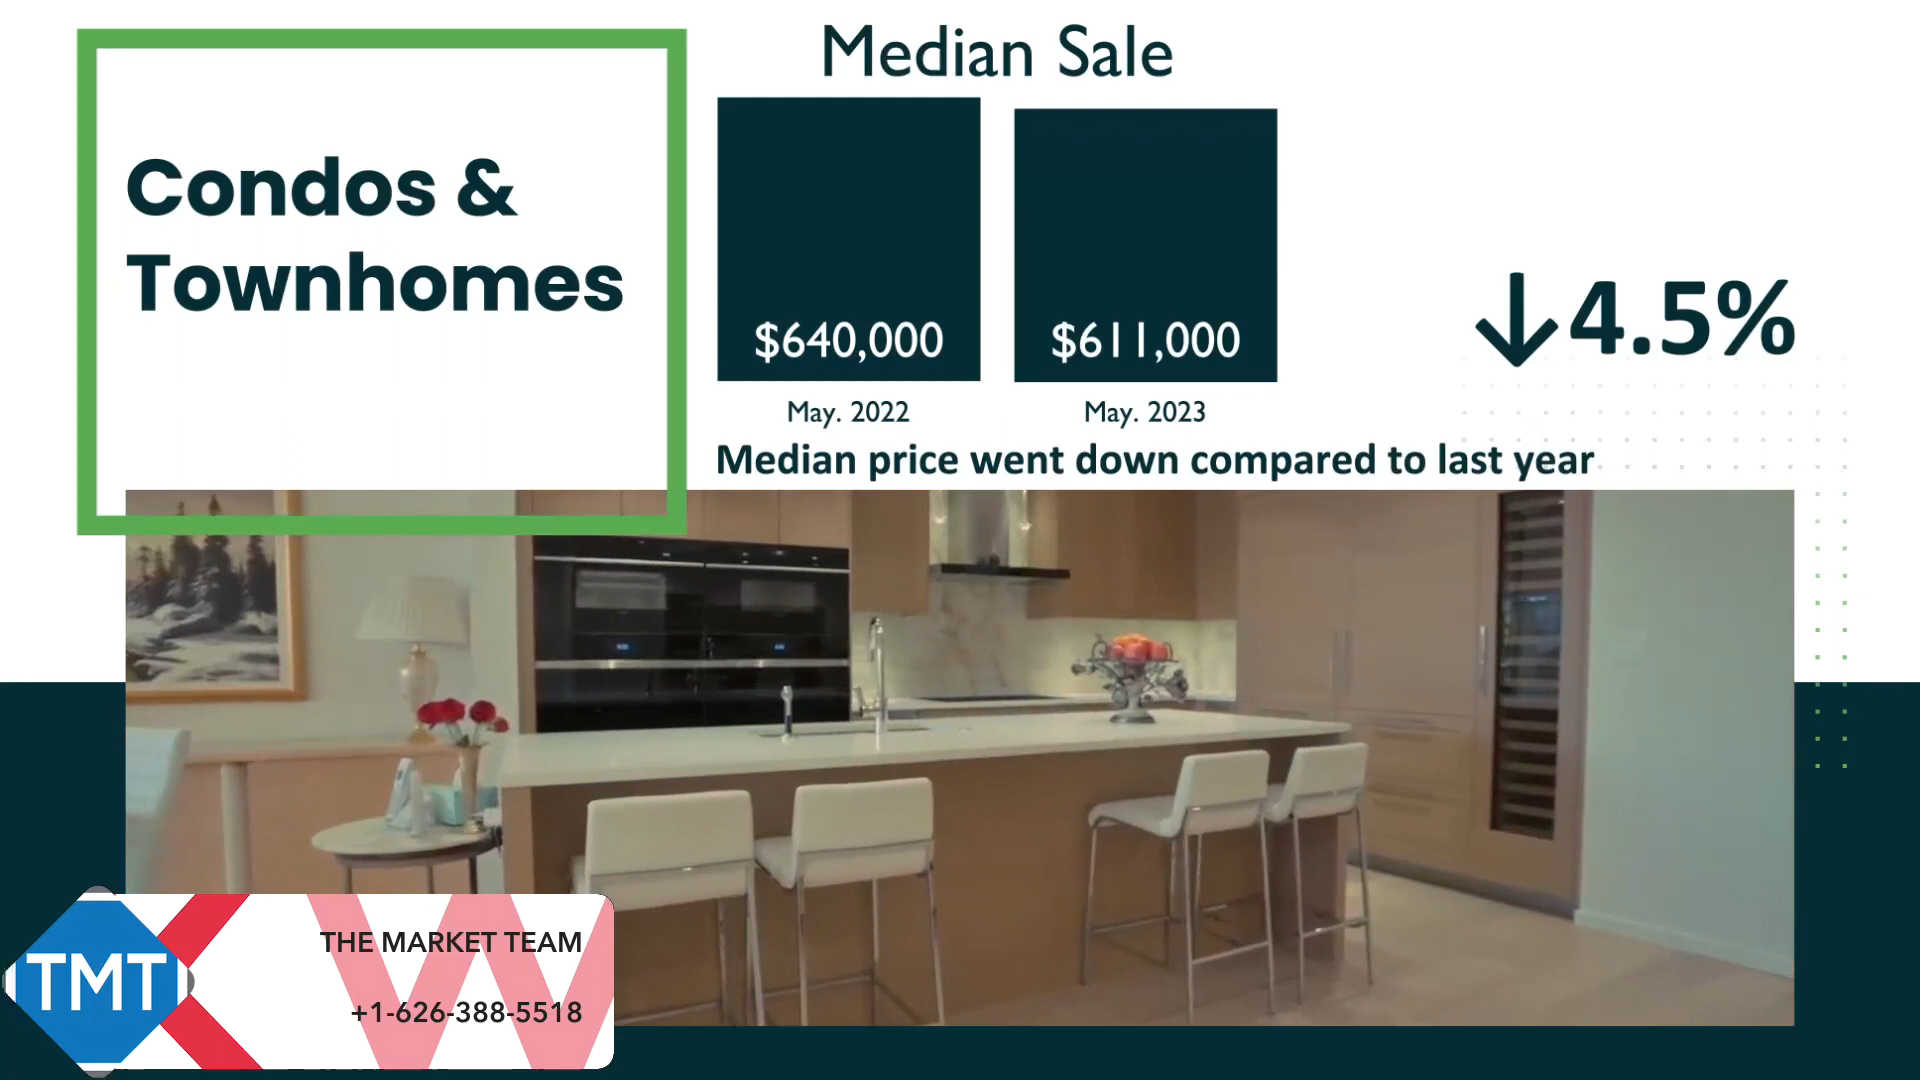 Condos &
Townhomes
Median Sale
$640,000
$611,000
May. 2022
May. 2023
↓4.5%
Median price went down compared to last year
TMT
KW
THE MARKET TEAM
+1-626-388-5518